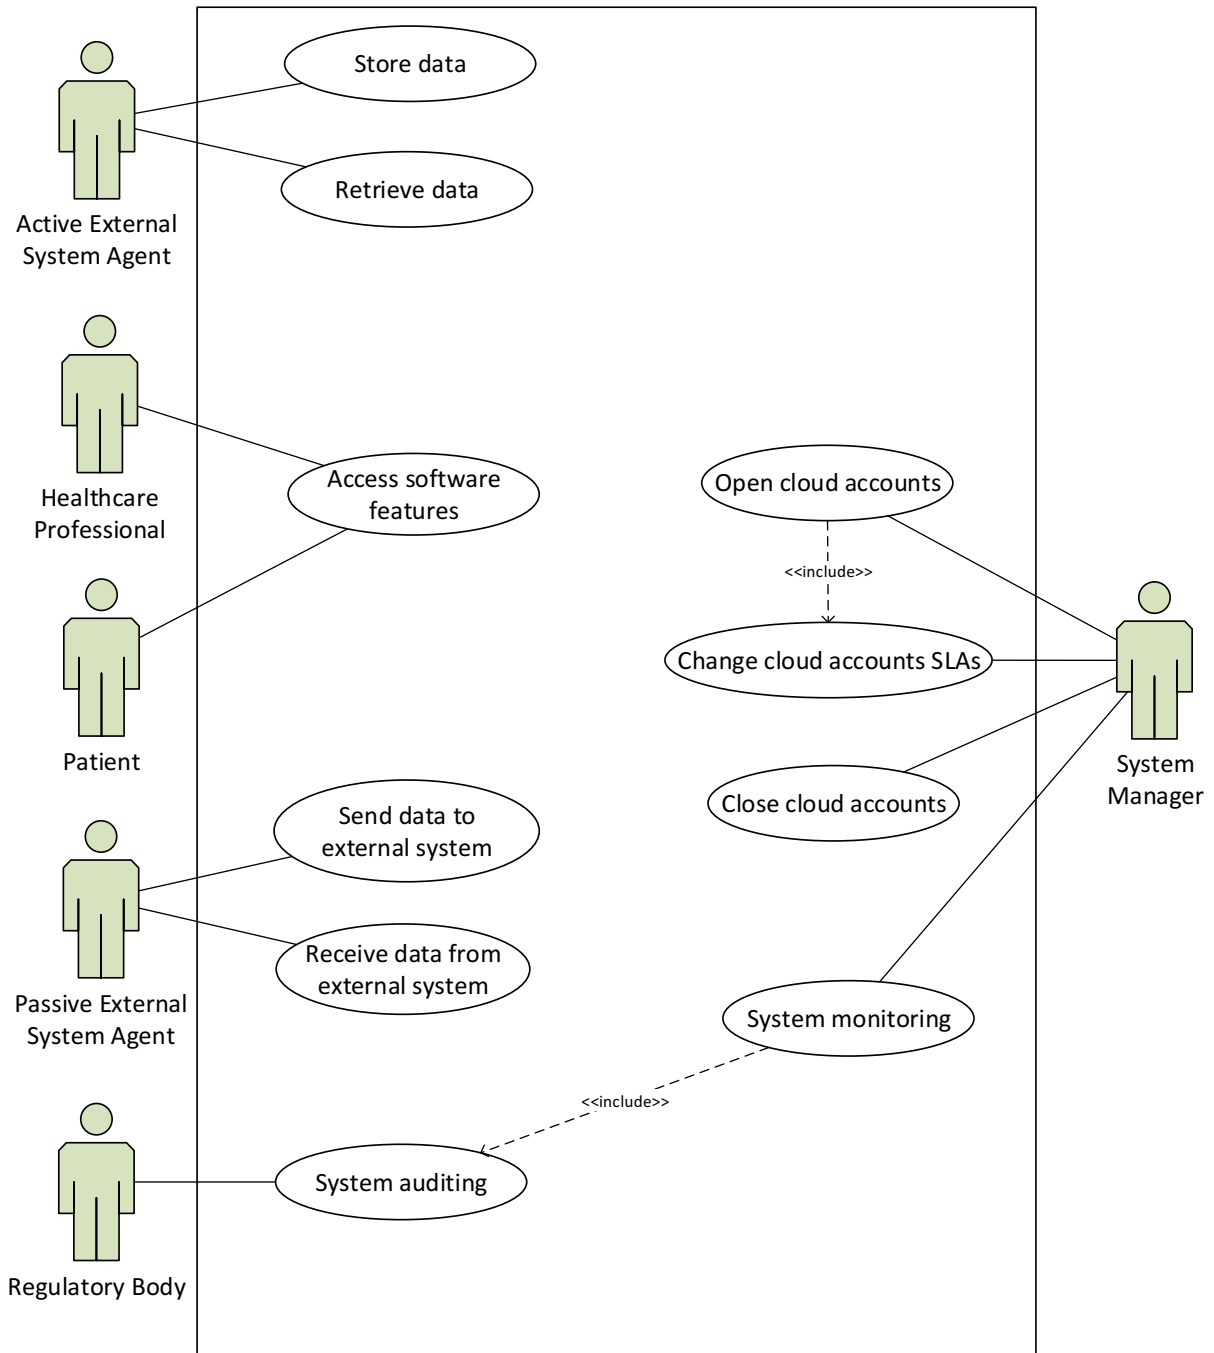 Store data
Retrieve data
Active External
System Agent
Healthcare
Professional
Access software
features
Open cloud accounts
<<include>>
Change cloud accounts SLAs
Patient
System
Manager
Close cloud accounts
Send data to
external system
Receive data from
external system
Passive External
System Agent
System monitoring
<<include>>
System auditing
Regulatory Body